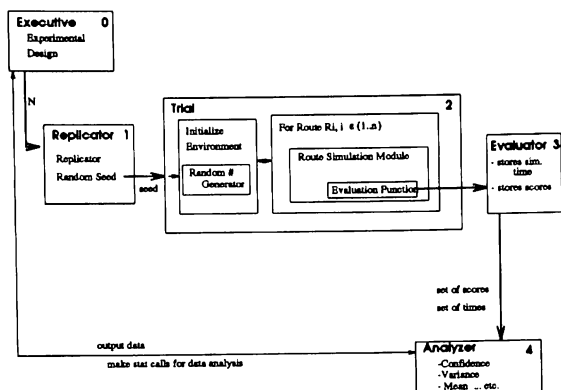 Executive 0
Experimental
Design
N
Replicator 1
Replicator
Random Seed
seed
Trial 2
Initialize
Environment
Random #
Generator
For Route Ri, i ε {1..n}
Route Simulation Module
Evaluation Function
Evaluator 3
- stores sim.
time
- stores scores
set of scores
set of times
output data
make stat calls for data analysis
Analyzer 4
-Confidence
-Variance
- Mean ... etc.